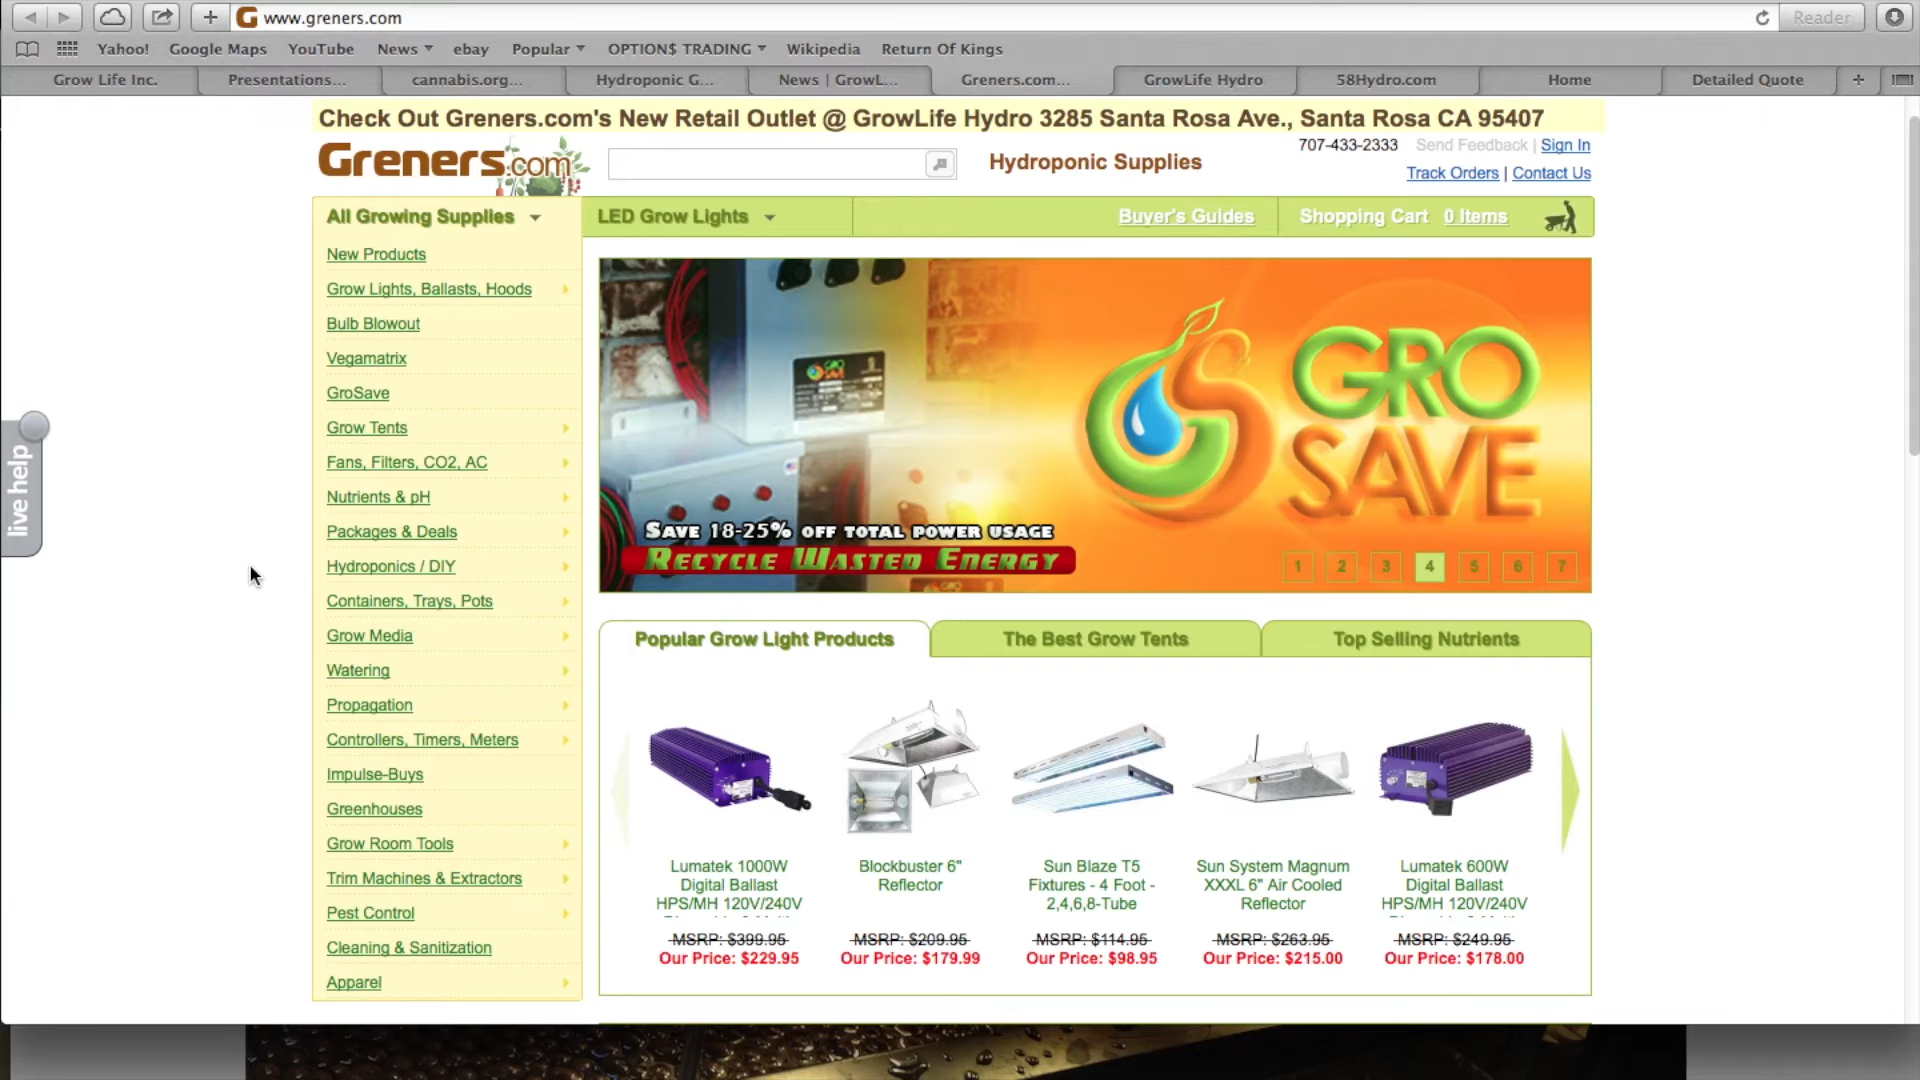 www.greners.com
Reader
Yahoo! Google Maps YouTube News ebay Popular OPTION$ TRADING Wikipedia Return Of Kings
Grow Life Inc. Presentations... cannabis.org... Hydroponic G... News | GrowL... Greners.com... GrowLife Hydro 58Hydro.com Home Detailed Quote
Check Out Greners.com's New Retail Outlet @ GrowLife Hydro 3285 Santa Rosa Ave., Santa Rosa CA 95407
Greners.com
Hydroponic Supplies
707-433-2333 Send Feedback | Sign In
Track Orders | Contact Us
All Growing Supplies
LED Grow Lights
Buyer's Guides
Shopping Cart 0 Items
New Products
Grow Lights, Ballasts, Hoods
Bulb Blowout
Vegamatrix
GroSave
Grow Tents
Fans, Filters, CO2, AC
Nutrients & pH
Packages & Deals
Hydroponics / DIY
Containers, Trays, Pots
Grow Media
Watering
Propagation
Controllers, Timers, Meters
Impulse-Buys
Greenhouses
Grow Room Tools
Trim Machines & Extractors
Pest Control
Cleaning & Sanitization
Apparel
live help
GRO
SAVE
GRO
SAVE
Save 18-25% off total power usage
Recycle Wasted Energy
1 2 3 4 5 6 7
Popular Grow Light Products
The Best Grow Tents
Top Selling Nutrients
Lumatek 1000W
Digital Ballast
HPS/MH 120V/240V
MSRP: $399.95
Our Price: $229.95
Blockbuster 6"
Reflector
MSRP: $209.95
Our Price: $179.99
Sun Blaze T5
Fixtures - 4 Foot -
2,4,6,8-Tube
MSRP: $114.95
Our Price: $98.95
Sun System Magnum
XXXL 6" Air Cooled
Reflector
MSRP: $263.95
Our Price: $215.00
Lumatek 600W
Digital Ballast
HPS/MH 120V/240V
MSRP: $249.95
Our Price: $178.00